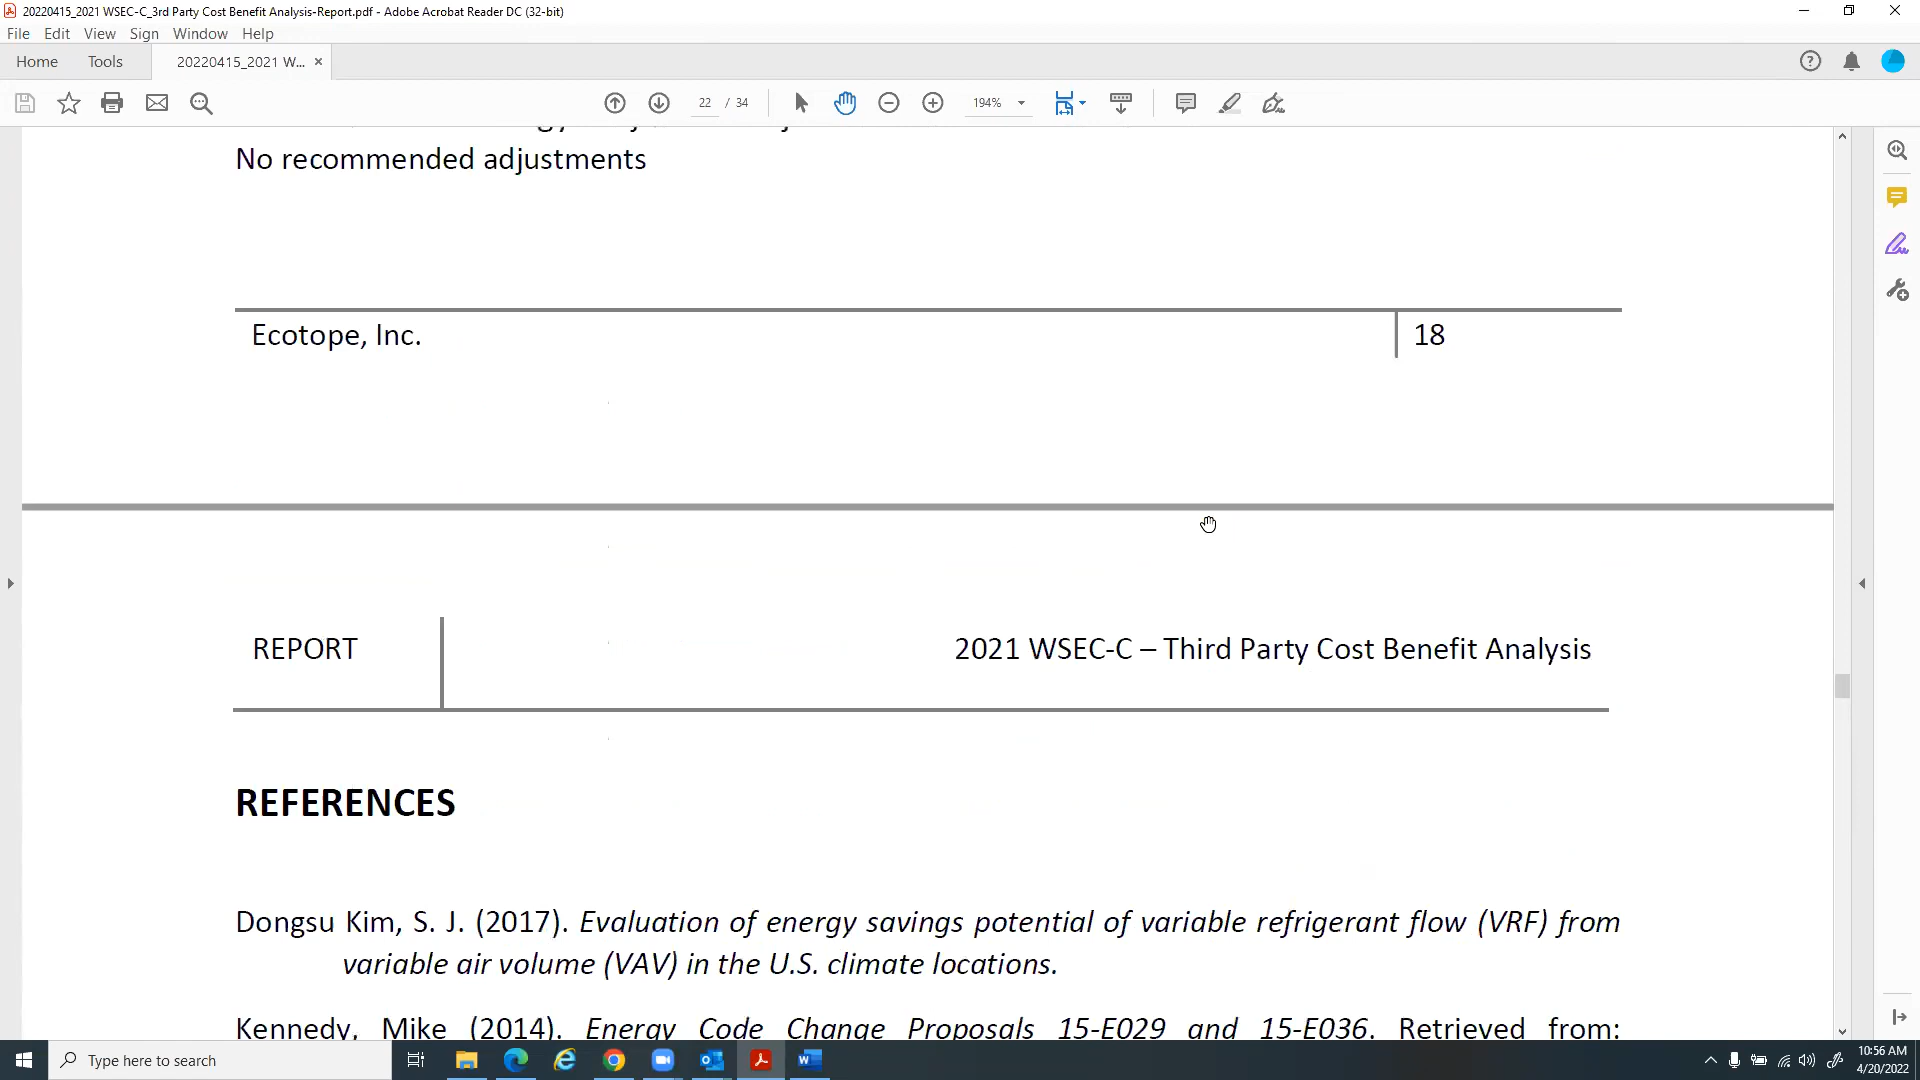 20220415_2021 WSEC-C_3rd Party Cost Benefit Analysis-Report.pdf - Adobe Acrobat Reader DC (32-bit)
File Edit View Sign Window Help
Home Tools 20220415_2021 W... ×
22 / 34 194%
No recommended adjustments
Ecotope, Inc. 18
REPORT 2021 WSEC-C – Third Party Cost Benefit Analysis
REFERENCES
Dongsu Kim, S. J. (2017). Evaluation of energy savings potential of variable refrigerant flow (VRF) from
variable air volume (VAV) in the U.S. climate locations.
Kennedy, Mike (2014). Energy Code Change Proposals 15-E029 and 15-E036. Retrieved from:
Type here to search
10:56 AM
4/20/2022